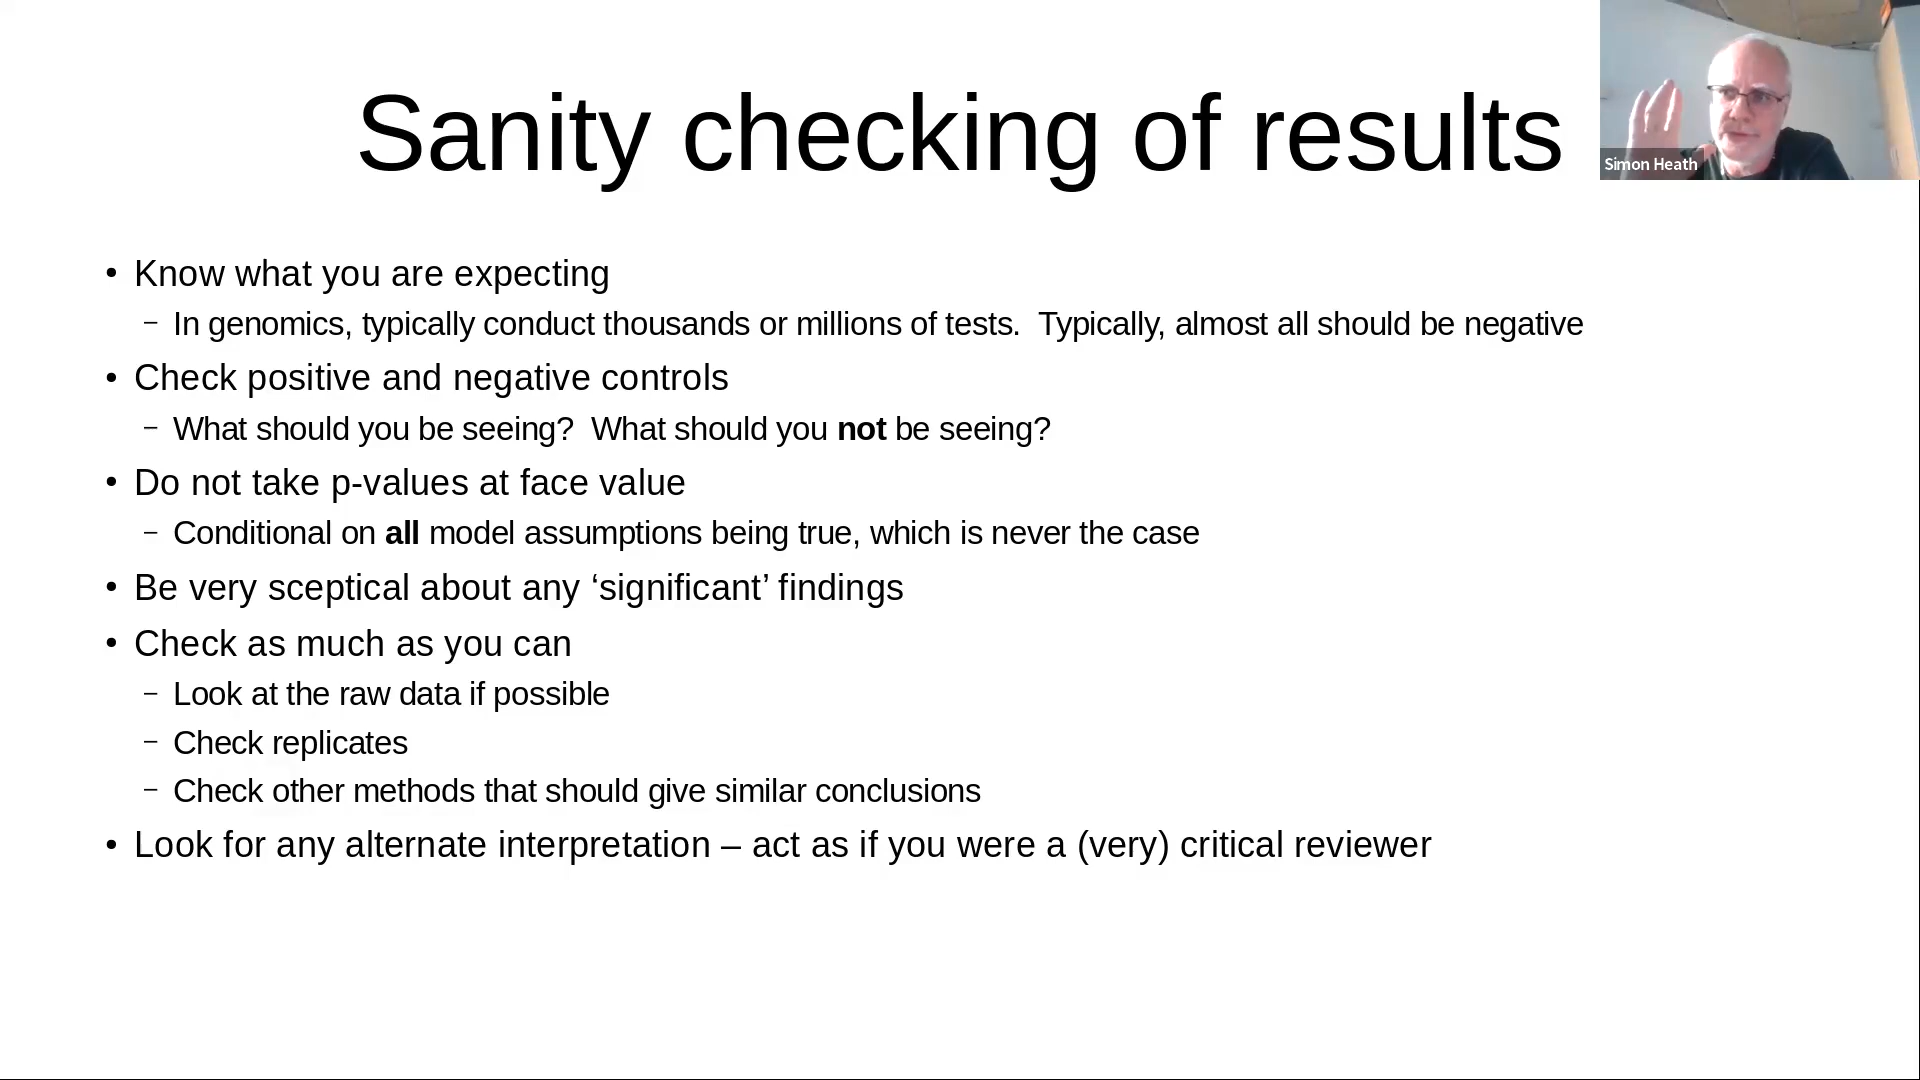 Sanity checking of results
Simon Heath
• Know what you are expecting
– In genomics, typically conduct thousands or millions of tests.  Typically, almost all should be negative
• Check positive and negative controls
– What should you be seeing?  What should you not be seeing?
• Do not take p-values at face value
– Conditional on all model assumptions being true, which is never the case
• Be very sceptical about any ‘significant’ findings
• Check as much as you can
– Look at the raw data if possible
– Check replicates
– Check other methods that should give similar conclusions
• Look for any alternate interpretation – act as if you were a (very) critical reviewer